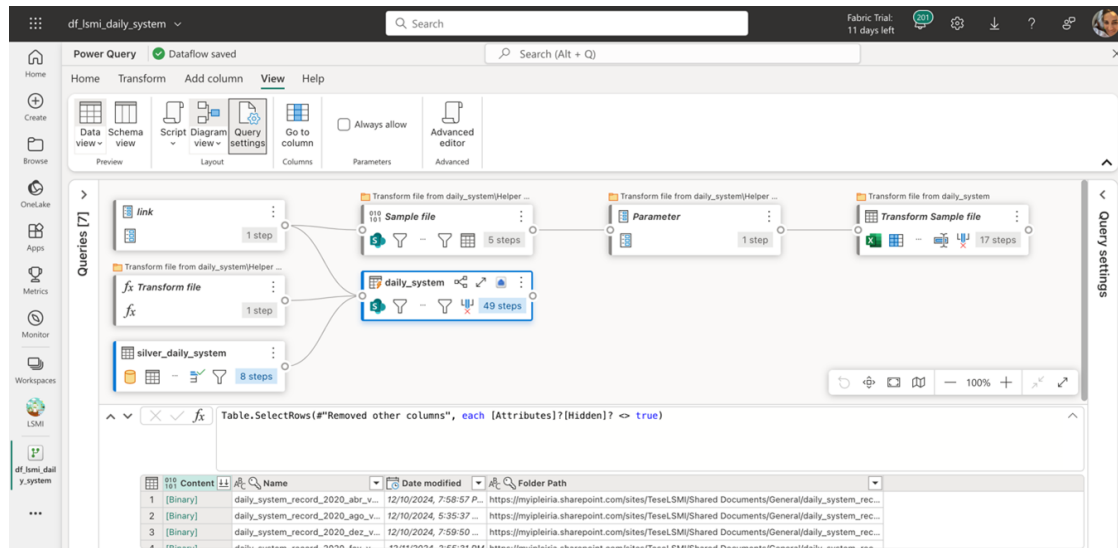 df_lsmi_daily_system
Search
Fabric Trial:
11 days left
201
?
Home
Create
Browse
OneLake
Apps
Metrics
Monitor
Workspaces
LSMI
df_lsmi_dail
y_system
Power Query
Dataflow saved
Search (Alt + Q)
Home Transform Add column View Help
Data view
Schema view
Script
Diagram view
Query settings
Go to column
Always allow
Advanced editor
Preview Layout Columns Parameters Advanced
Queries [7]
link
1 step
Transform file from daily_system\Helper ...
fx Transform file
fx
1 step
silver_daily_system
8 steps
Transform file from daily_system\Helper ...
010
101
Sample file
5 steps
daily_system
49 steps
Transform file from daily_system\Helper ...
Parameter
1 step
Transform file from daily_system
Transform Sample file
17 steps
Query settings
100%
fx Table.SelectRows(#"Removed other columns", each [Attributes]?[Hidden]? <> true)
Content Name Date modified Folder Path
1 [Binary] daily_system_record_2020_abr_v... 12/10/2024, 7:58:57 P... https://myipleiria.sharepoint.com/sites/TeseLSMI/Shared Documents/General/daily_system_rec...
2 [Binary] daily_system_record_2020_ago_v... 12/10/2024, 5:35:37 ... https://myipleiria.sharepoint.com/sites/TeseLSMI/Shared Documents/General/daily_system_rec...
3 [Binary] daily_system_record_2020_dez_v... 12/10/2024, 7:59:50 ... https://myipleiria.sharepoint.com/sites/TeseLSMI/Shared Documents/General/daily_system_rec...